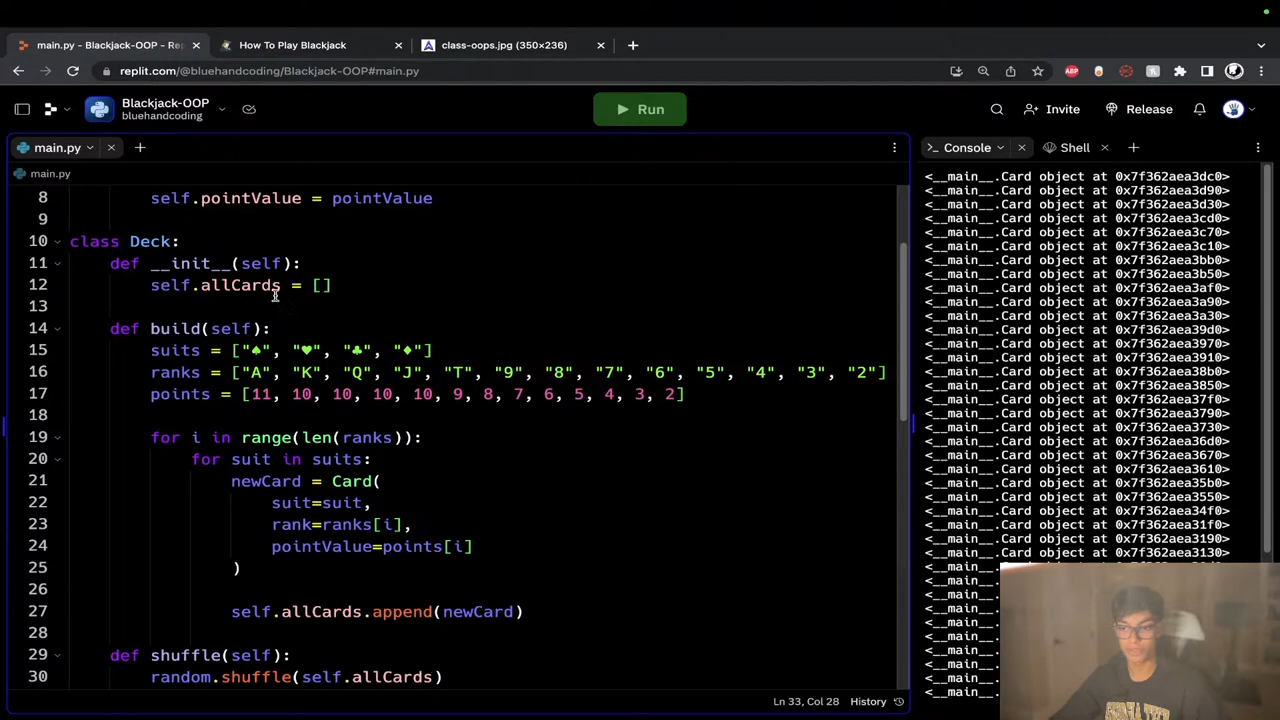 main.py - Blackjack-OOP - Rep
How To Play Blackjack
class-oops.jpg (350×236)
replit.com/@bluehandcoding/Blackjack-OOP#main.py
ABP
Blackjack-OOP
bluehandcoding
Run
Invite
Release
main.py
Console
Shell
main.py
8 self.pointValue = pointValue
9
10 class Deck:
11 def __init__(self):
12 self.allCards = []
13
14 def build(self):
15 suits = ["♠", "♥", "♣", "♦"]
16 ranks = ["A", "K", "Q", "J", "T", "9", "8", "7", "6", "5", "4", "3", "2"]
17 points = [11, 10, 10, 10, 10, 9, 8, 7, 6, 5, 4, 3, 2]
18
19 for i in range(len(ranks)):
20 for suit in suits:
21 newCard = Card(
22 suit=suit,
23 rank=ranks[i],
24 pointValue=points[i]
25 )
26
27 self.allCards.append(newCard)
28
29 def shuffle(self):
30 random.shuffle(self.allCards)
Ln 33, Col 28
History
<__main__.Card object at 0x7f362aea3dc0>
<__main__.Card object at 0x7f362aea3d90>
<__main__.Card object at 0x7f362aea3d30>
<__main__.Card object at 0x7f362aea3cd0>
<__main__.Card object at 0x7f362aea3c70>
<__main__.Card object at 0x7f362aea3c10>
<__main__.Card object at 0x7f362aea3bb0>
<__main__.Card object at 0x7f362aea3b50>
<__main__.Card object at 0x7f362aea3af0>
<__main__.Card object at 0x7f362aea3a90>
<__main__.Card object at 0x7f362aea3a30>
<__main__.Card object at 0x7f362aea39d0>
<__main__.Card object at 0x7f362aea3970>
<__main__.Card object at 0x7f362aea3910>
<__main__.Card object at 0x7f362aea38b0>
<__main__.Card object at 0x7f362aea3850>
<__main__.Card object at 0x7f362aea37f0>
<__main__.Card object at 0x7f362aea3790>
<__main__.Card object at 0x7f362aea3730>
<__main__.Card object at 0x7f362aea36d0>
<__main__.Card object at 0x7f362aea3670>
<__main__.Card object at 0x7f362aea3610>
<__main__.Card object at 0x7f362aea35b0>
<__main__.Card object at 0x7f362aea3550>
<__main__.Card object at 0x7f362aea34f0>
<__main__.Card object at 0x7f362aea31f0>
<__main__.Card object at 0x7f362aea3190>
<__main__.Card object at 0x7f362aea3130>
<__main__
<__main__
<__main__
<__main__
<__main__
<__main__
<__main__
<__main__
<__main__